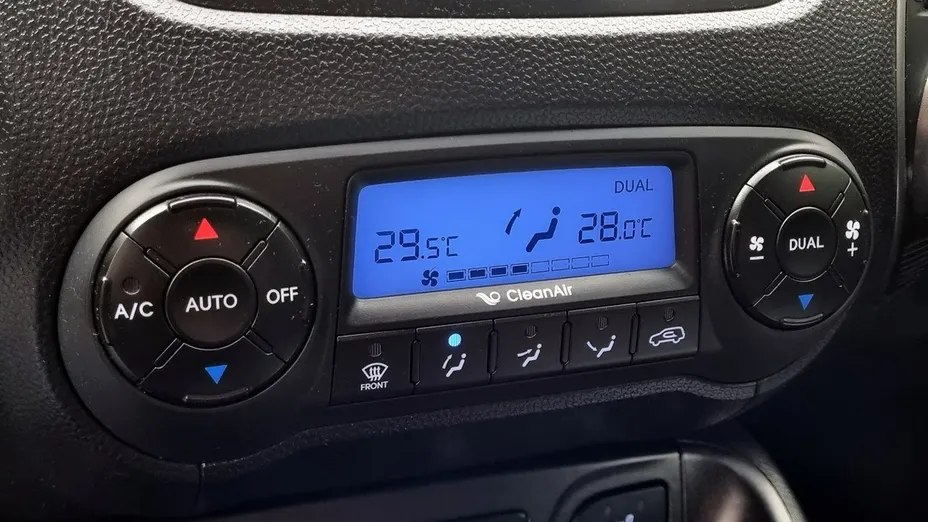 DUAL
29.5°C
28.0°C
CleanAir
A/C
AUTO
OFF
DUAL
FRONT